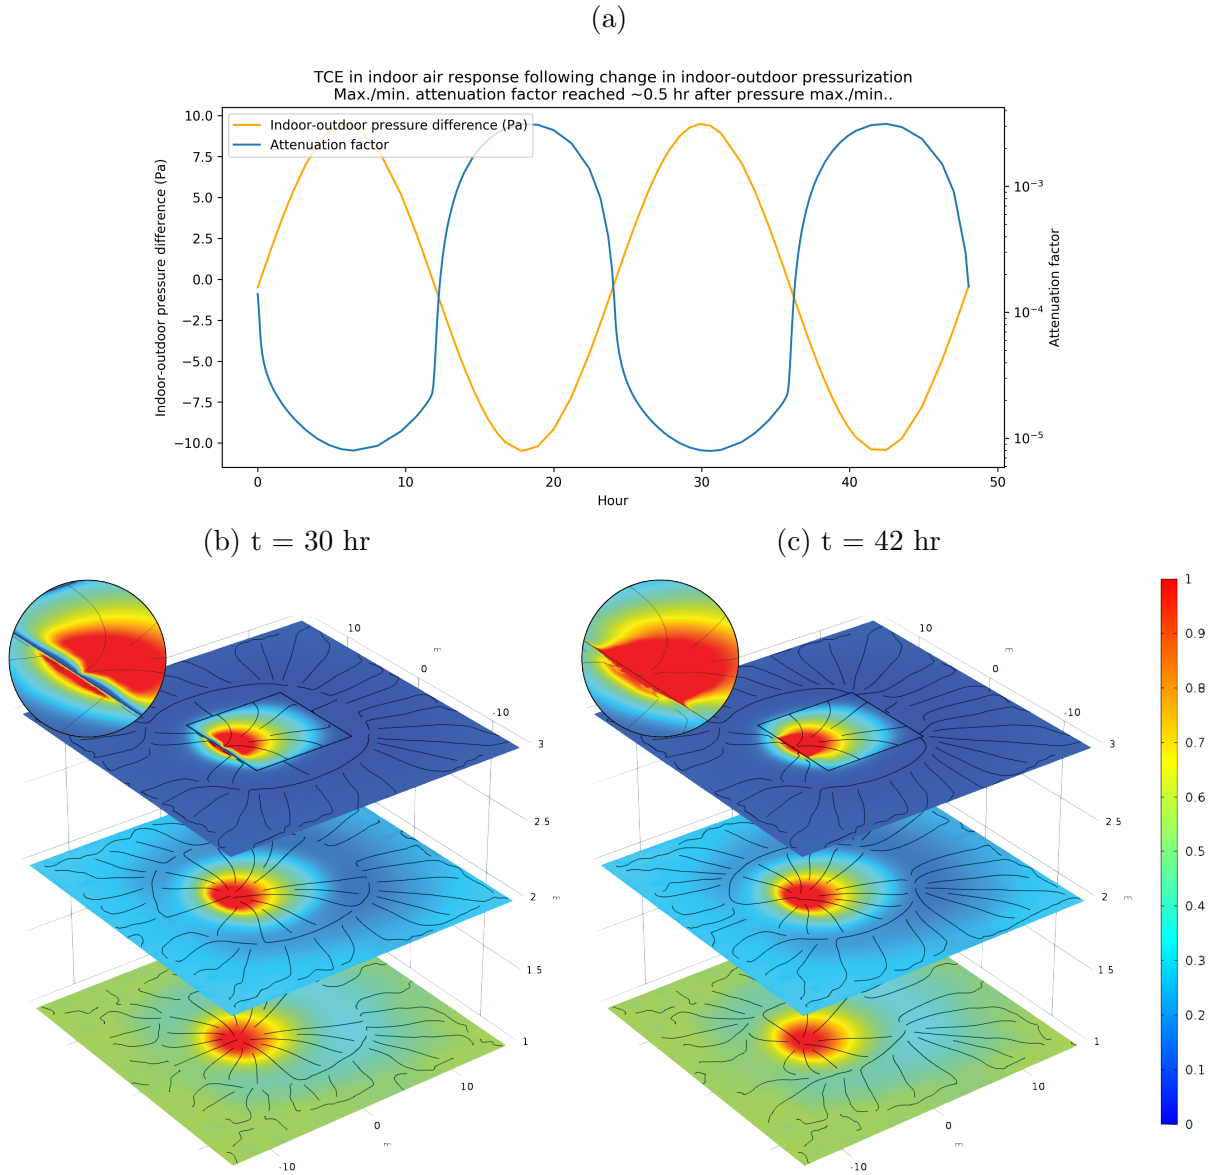 (a)
TCE in indoor air response following change in indoor-outdoor pressurization
Max./min. attenuation factor reached ~0.5 hr after pressure max./min..
Indoor-outdoor pressure difference (Pa)
Attenuation factor
Indoor-outdoor pressure difference (Pa)
10.0
7.5
5.0
2.5
0.0
−2.5
−5.0
−7.5
−10.0
10⁻³
10⁻⁴
10⁻⁵
Attenuation factor
0 10 20 30 40 50
Hour
(b) t = 30 hr
(c) t = 42 hr
10
m
0
-10
3
2.5
2
m
1.5
1
10
0
m
-10
10
m
0
-10
3
2.5
2
m
1.5
1
10
0
m
-10
1
0.9
0.8
0.7
0.6
0.5
0.4
0.3
0.2
0.1
0